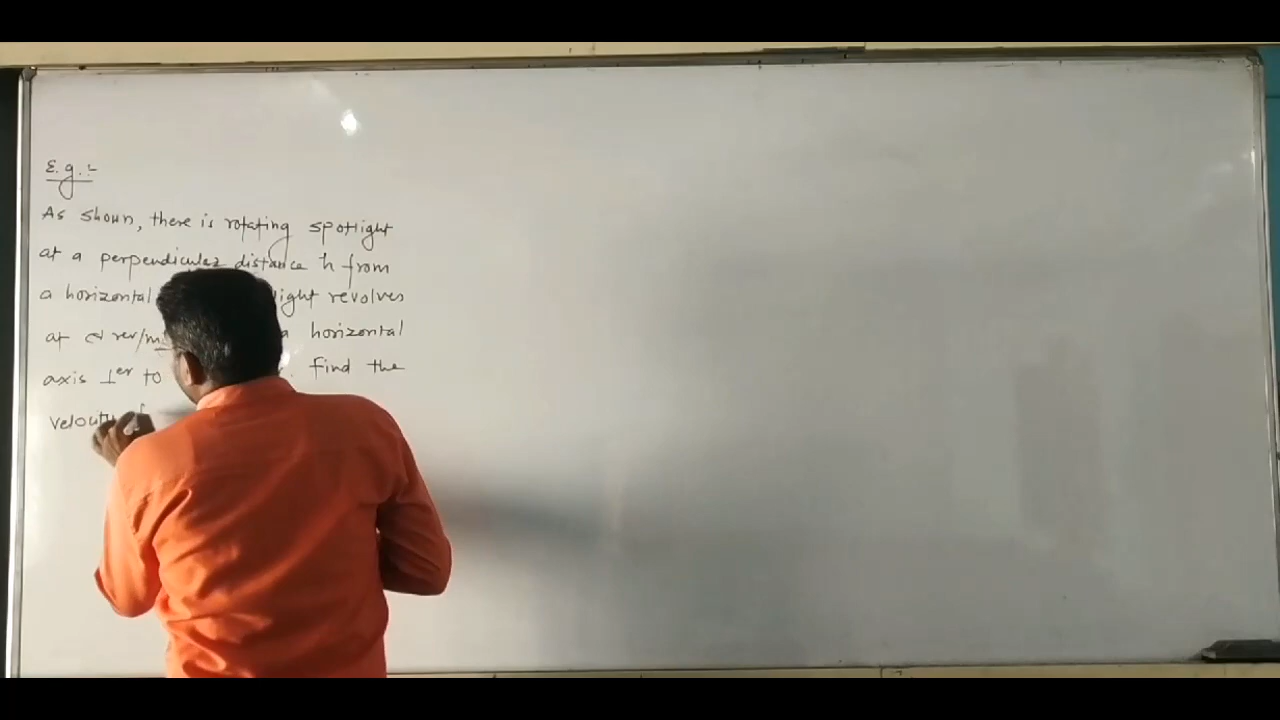 E.g.:-
As shown, there is rotating spotlight
at a perpendicular distance h from
a horizontal light revolves
at rev/m a horizontal
axis ⊥er to . find the
velocity